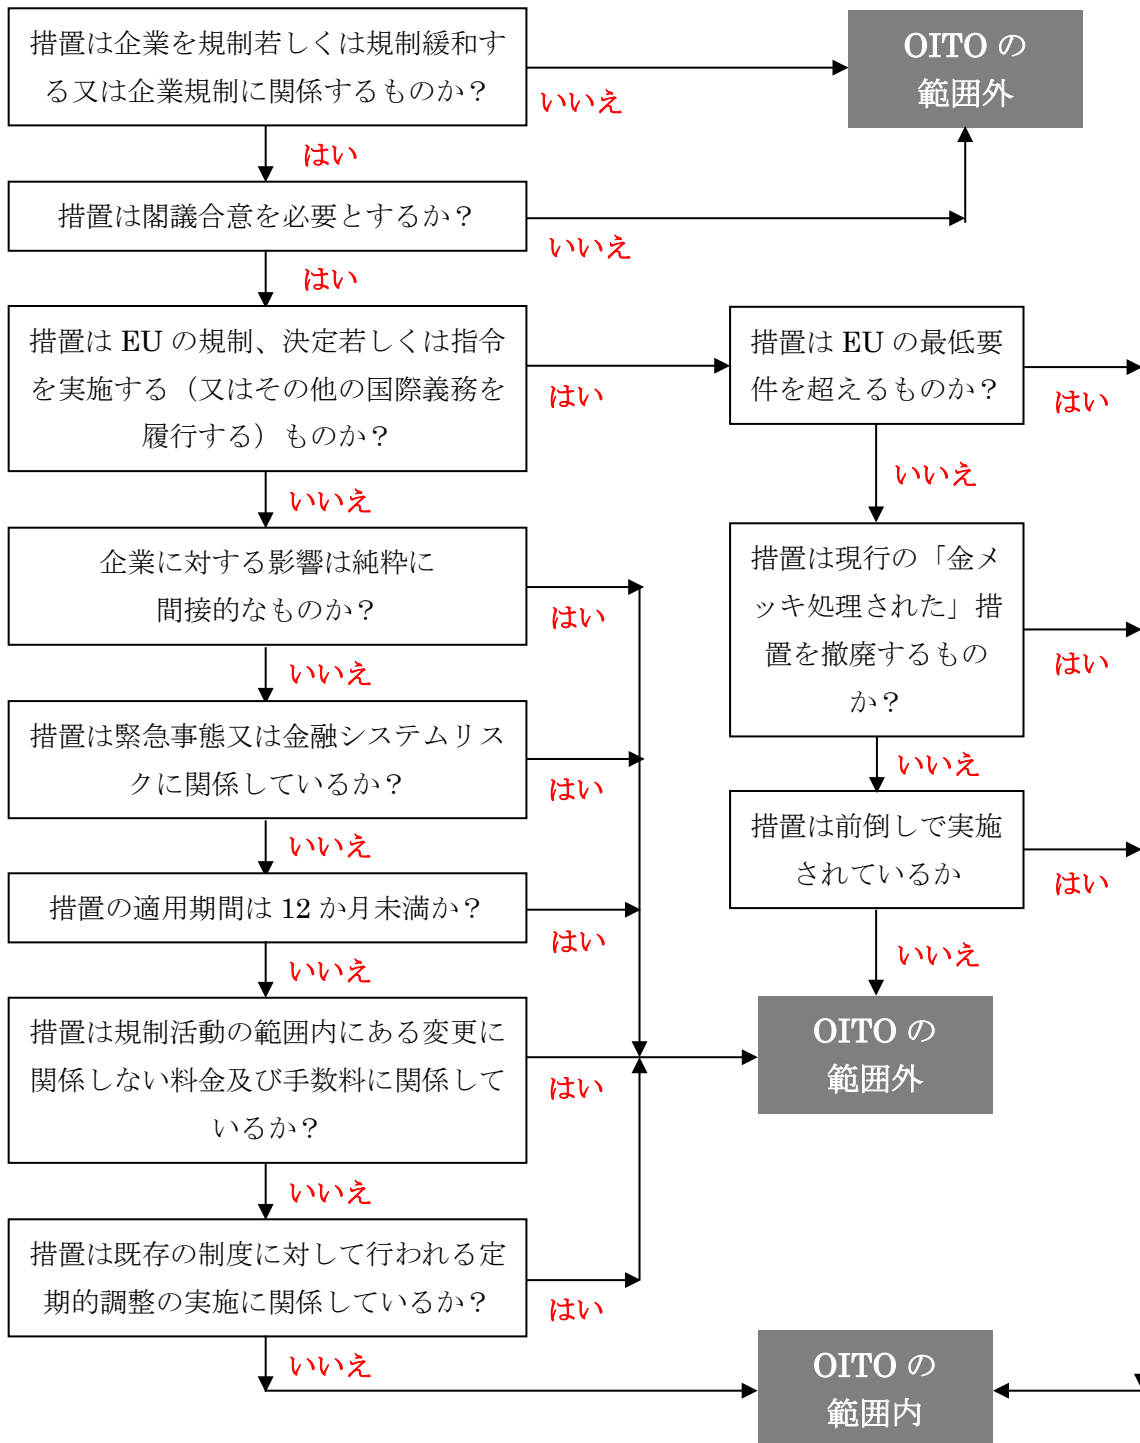 措置は企業を規制若しくは規制緩和す
る又は企業規制に関係するものか？
いいえ
OITO の
範囲外
はい
措置は閣議合意を必要とするか？
いいえ
はい
措置は EU の規制、決定若しくは指令
を実施する（又はその他の国際義務を
履行する）ものか？
はい
措置は EU の最低要
件を超えるものか？
はい
いいえ
いいえ
企業に対する影響は純粋に
間接的なものか？
はい
措置は現行の「金メ
ッキ処理された」措
置を撤廃するもの
か？
はい
いいえ
いいえ
措置は緊急事態又は金融システムリス
クに関係しているか？
はい
措置は前倒しで実施
されているか
はい
いいえ
いいえ
措置の適用期間は 12 か月未満か？
はい
いいえ
措置は規制活動の範囲内にある変更に
関係しない料金及び手数料に関係して
いるか？
はい
OITO の
範囲外
いいえ
措置は既存の制度に対して行われる定
期的調整の実施に関係しているか？
はい
いいえ
OITO の
範囲内